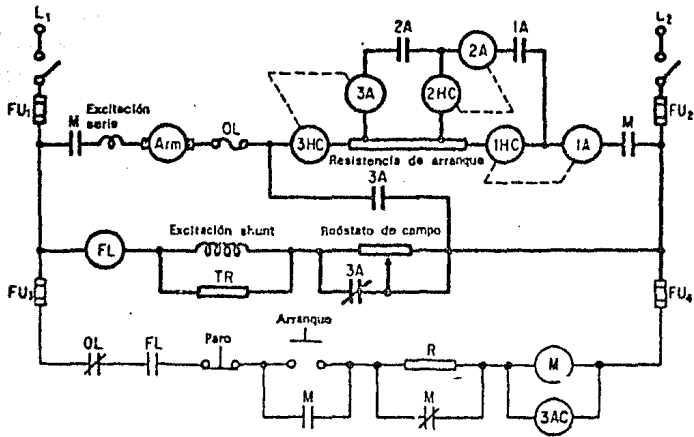 L1
L2
2A
1A
2A
3A
2HC
FU1
M
Excitación serie
Arm
OL
3HC
Resistencia de arranque
1HC
1A
M
FU2
3A
FL
Excitación shunt
TR
Reóstato de campo
3A
FU3
FU4
OL
FL
Paro
Arranque
M
R
M
M
3AC